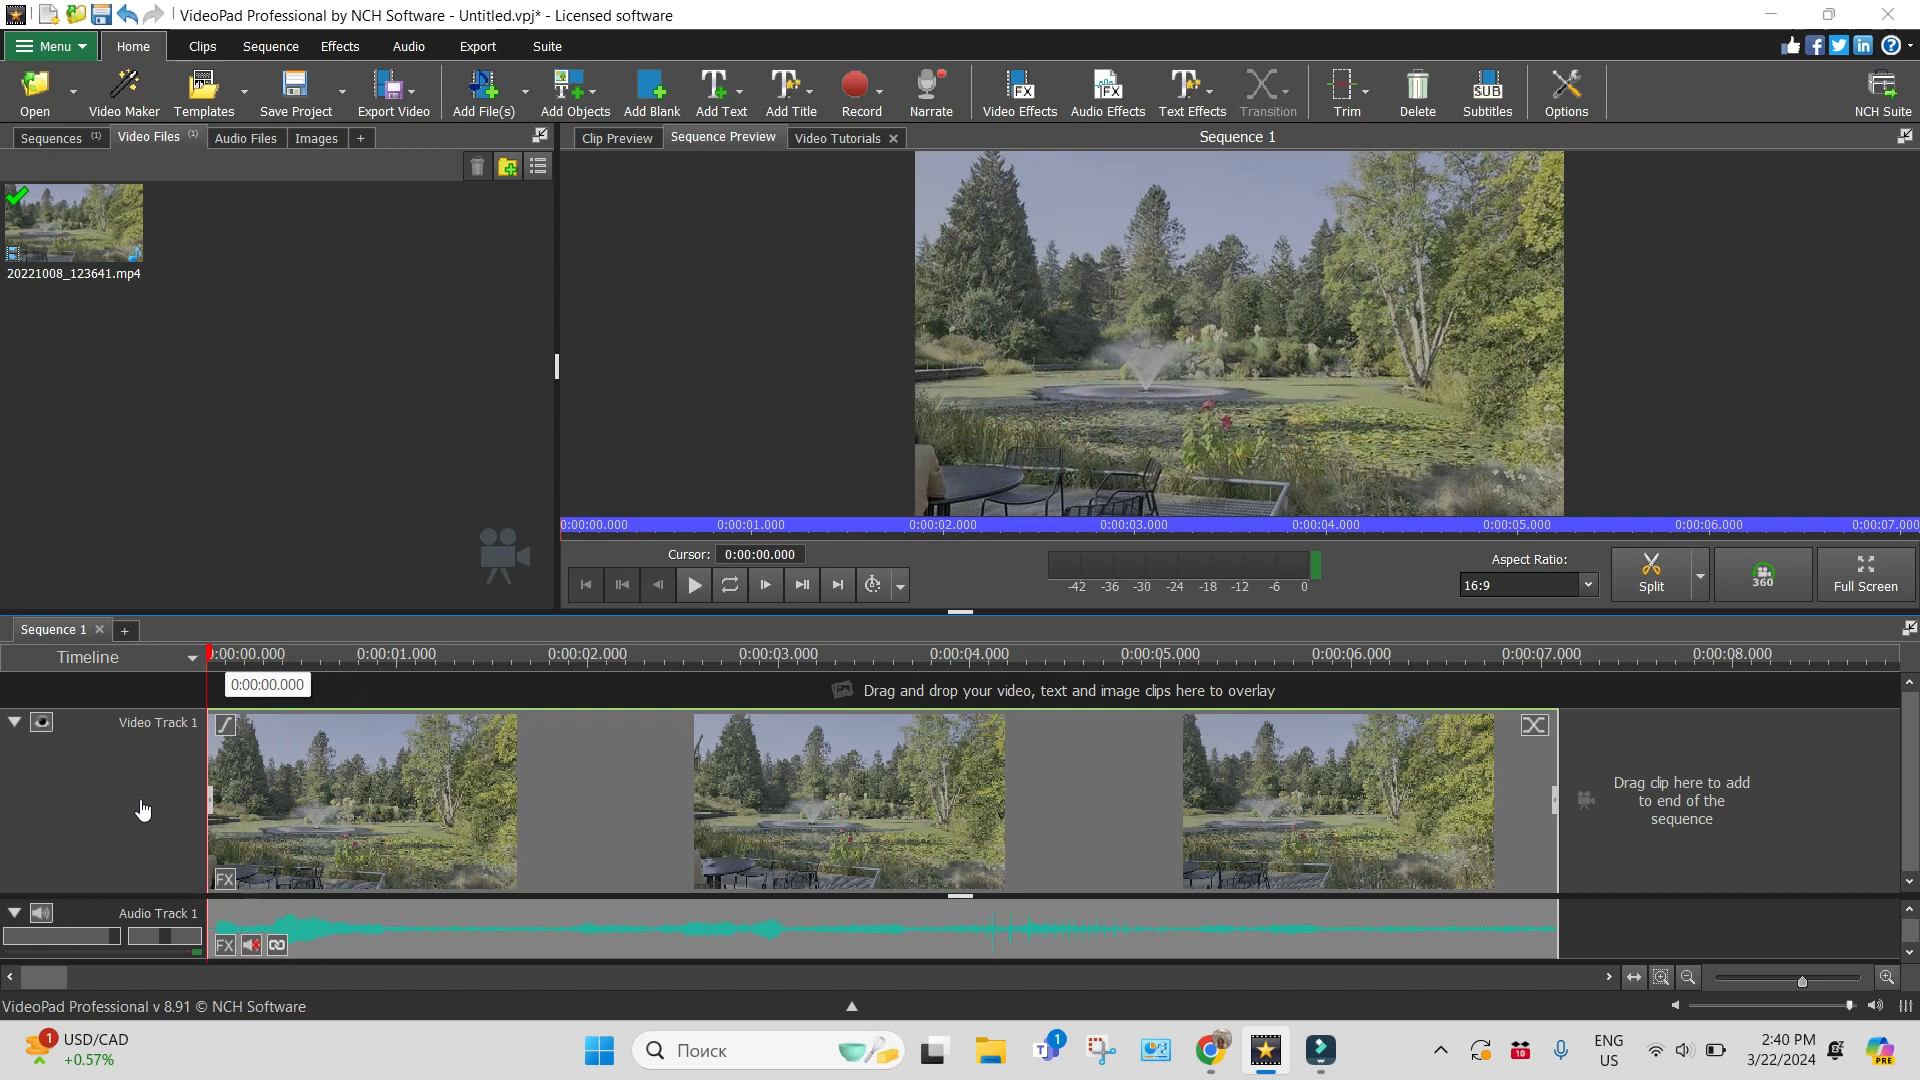 VideoPad Professional by NCH Software - Untitled.vpj* - Licensed software
Menu Home Clips Sequence Effects Audio Export Suite
Open Video Maker Templates Save Project Export Video Add File(s) Add Objects Add Blank Add Text Add Title Record Narrate Video Effects Audio Effects Text Effects Transition Trim Delete Subtitles Options NCH Suite
Sequences (1) Video Files (1) Audio Files Images + Clip Preview Sequence Preview Video Tutorials Sequence 1
20221008_123641.mp4
0:00:00.000 0:00:01.000 0:00:02.000 0:00:03.000 0:00:04.000 0:00:05.000 0:00:06.000 0:00:07.000
Cursor: 0:00:00.000
Aspect Ratio:
-42 -36 -30 -24 -18 -12 -6 0
16:9
Split
360
Full Screen
Sequence 1 +
Timeline 0:00:00.000 0:00:01.000 0:00:02.000 0:00:03.000 0:00:04.000 0:00:05.000 0:00:06.000 0:00:07.000 0:00:08.000
0:00:00.000
Drag and drop your video, text and image clips here to overlay
Video Track 1
Drag clip here to add
to end of the
sequence
FX
Audio Track 1
FX
VideoPad Professional v 8.91 © NCH Software
1 USD/CAD
+0.57%
Поиск
1
10
ENG
US
2:40 PM
3/22/2024
PRE